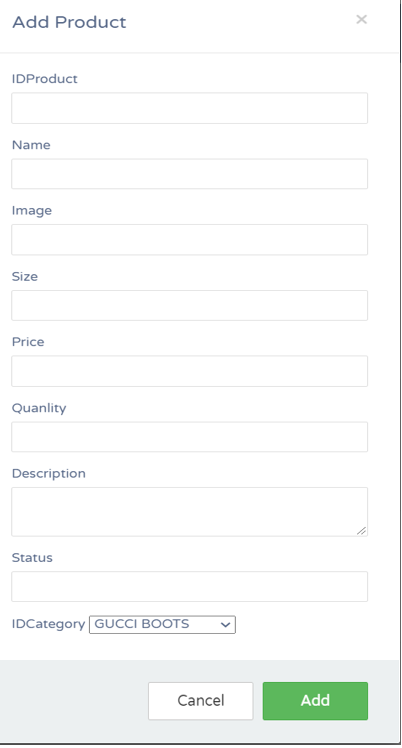 Add Product ×
IDProduct
Name
Image
Size
Price
Quanlity
Description
Status
IDCategory GUCCI BOOTS
Cancel Add